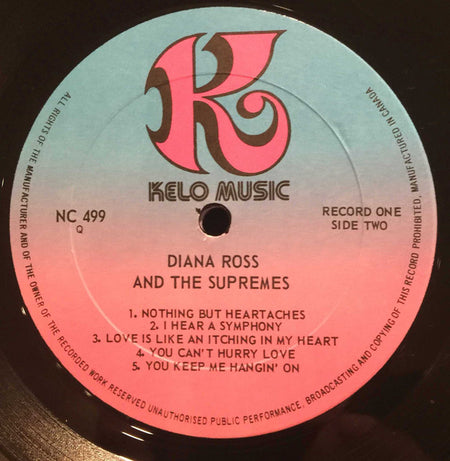 K
KELO MUSIC
NC 499
Q
RECORD ONE
SIDE TWO
DIANA ROSS
AND THE SUPREMES
1. NOTHING BUT HEARTACHES
2. I HEAR A SYMPHONY
3. LOVE IS LIKE AN ITCHING IN MY HEART
4. YOU CAN'T HURRY LOVE
5. YOU KEEP ME HANGIN' ON
ALL RIGHTS OF THE MANUFACTURER AND OF THE OWNER OF THE RECORDED WORK RESERVED UNAUTHORISED PUBLIC PERFORMANCE, BROADCASTING AND COPYING OF THIS RECORD PROHIBITED, MANUFACTURED IN CANADA